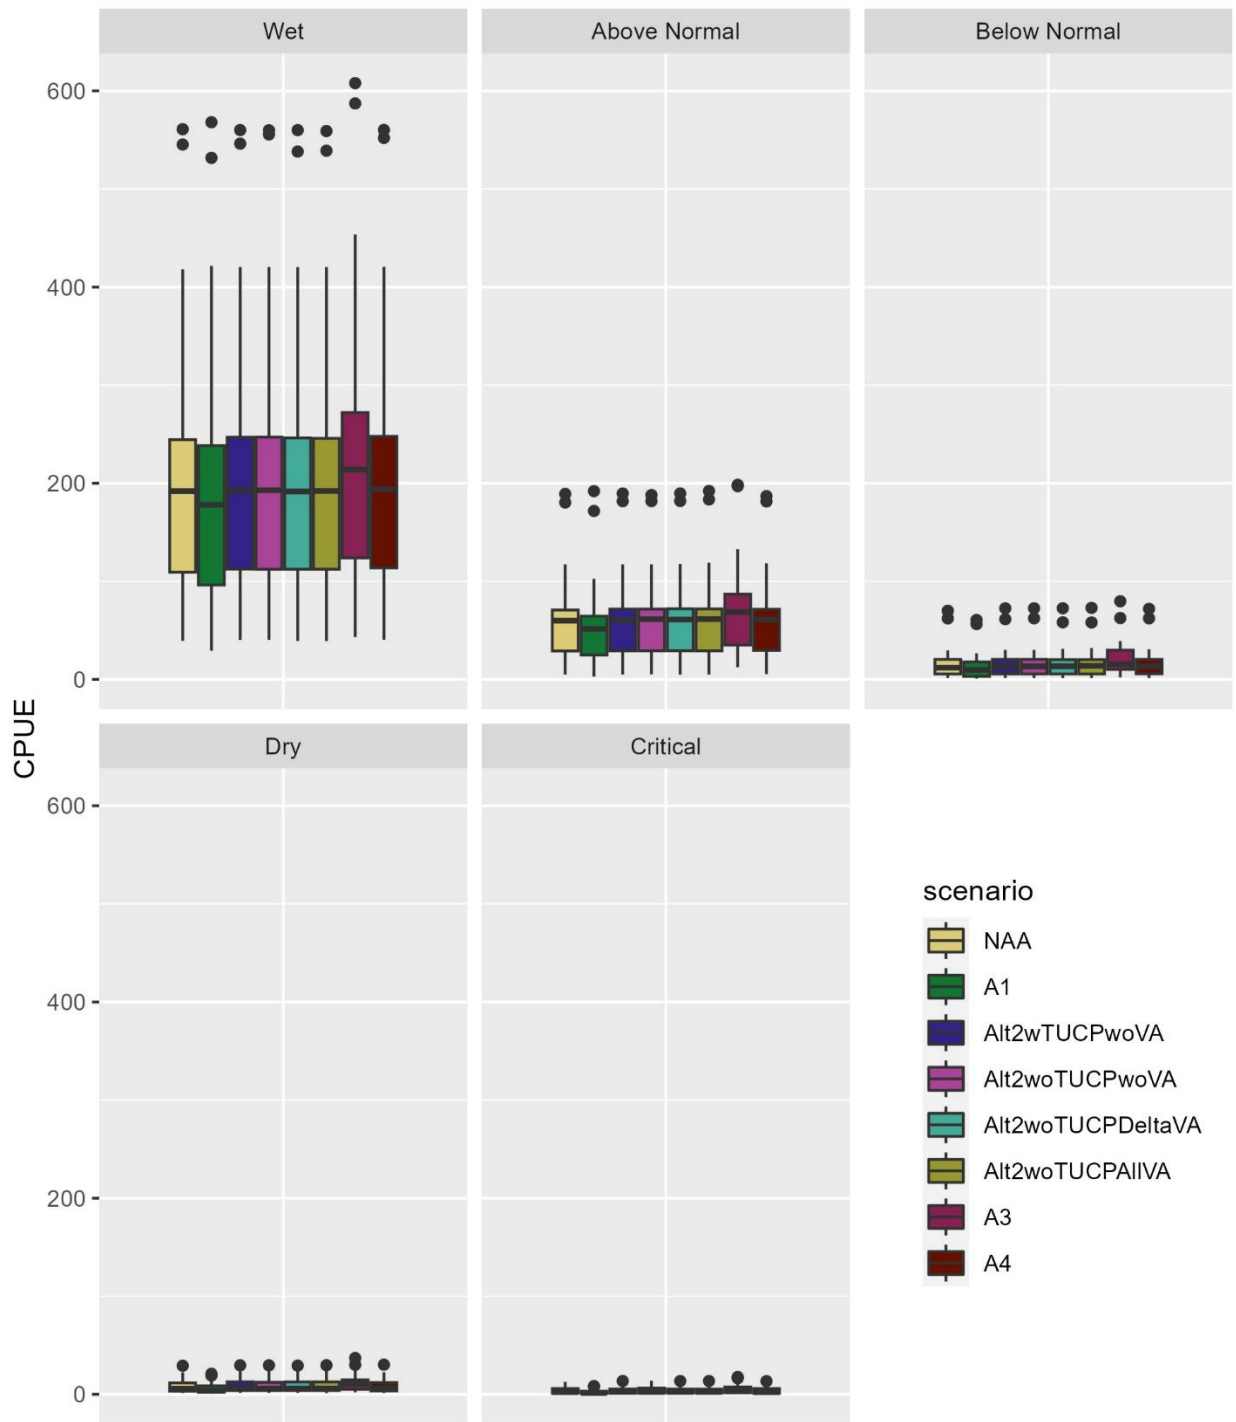 Wet
Above Normal
Below Normal
600
400
200
0
CPUE
Dry
Critical
600
400
200
0
scenario
NAA
A1
Alt2wTUCPwoVA
Alt2woTUCPwoVA
Alt2woTUCPDeltaVA
Alt2woTUCPAllVA
A3
A4